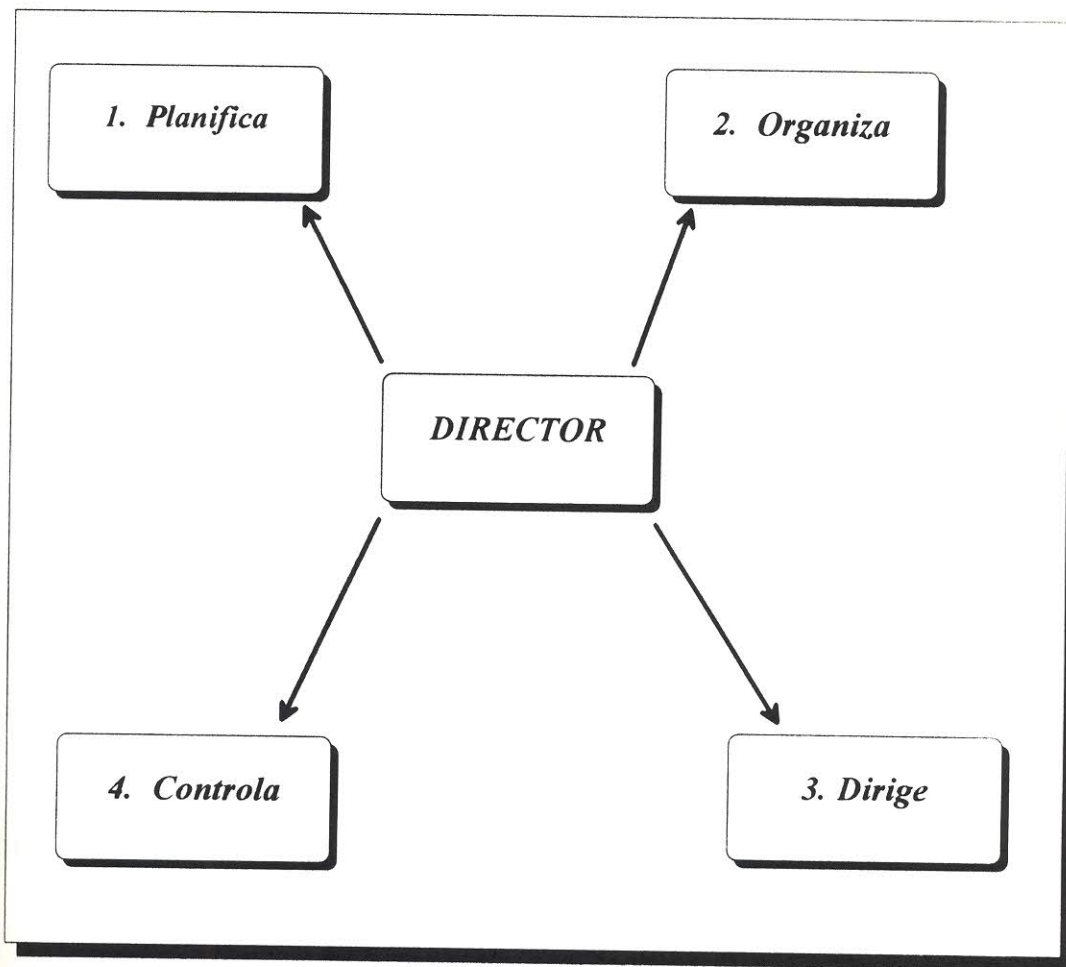 1. Planifica
2. Organiza
DIRECTOR
4. Controla
3. Dirige